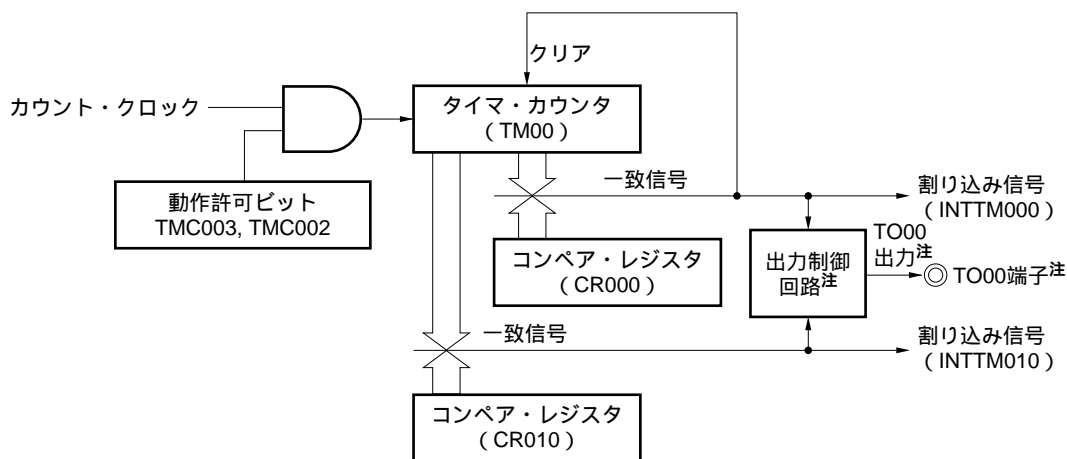 クリア
カウント・クロック
タイマ・カウンタ
（TM00）
動作許可ビット
TMC003, TMC002
一致信号
割り込み信号
（INTTM000）
コンペア・レジスタ
（CR000）
出力制御
回路注
TO00
出力注
TO00端子注
一致信号
割り込み信号
（INTTM010）
コンペア・レジスタ
（CR010）